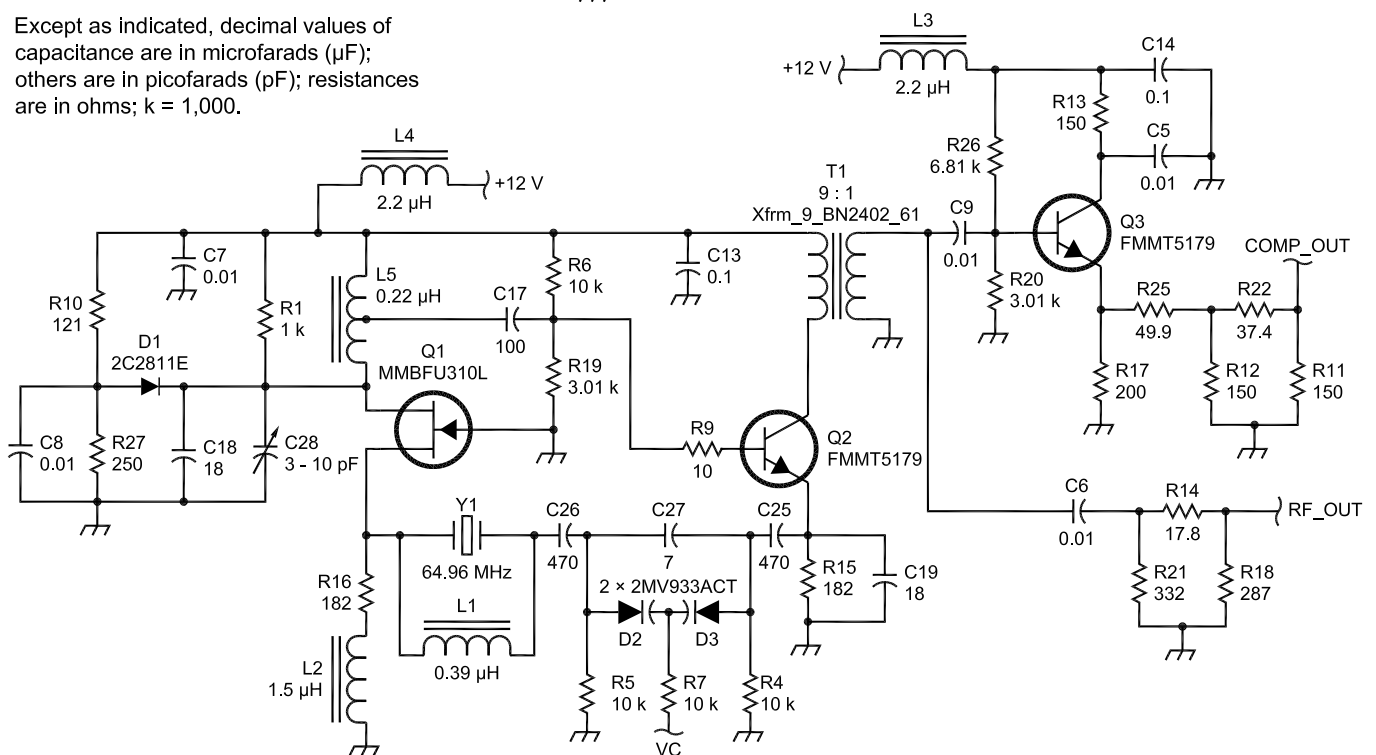 Except as indicated, decimal values of
capacitance are in microfarads (µF);
others are in picofarads (pF); resistances
are in ohms; k = 1,000.
L3
+12 V
2.2 µH
C14
0.1
R13
150
C5
0.01
R26
6.81 k
L4
+12 V
2.2 µH
T1
9 : 1
Xfrm_9_BN2402_61
C9
0.01
Q3
FMMT5179
COMP_OUT
C7
0.01
C13
0.1
R6
10 k
L5
0.22 µH
R20
3.01 k
R10
121
R1
1 k
C17
100
R25
49.9
R22
37.4
D1
2C2811E
Q1
MMBFU310L
R19
3.01 k
R17
200
R12
150
R11
150
C8
0.01
R27
250
C18
18
C28
3 - 10 pF
R9
10
Q2
FMMT5179
Y1
64.96 MHz
C26
470
C27
7
C25
470
C6
0.01
R14
17.8
RF_OUT
R16
182
R15
182
C19
18
R21
332
R18
287
2 × 2MV933ACT
D2
D3
L1
0.39 µH
L2
1.5 µH
R5
10 k
R7
10 k
R4
10 k
VC